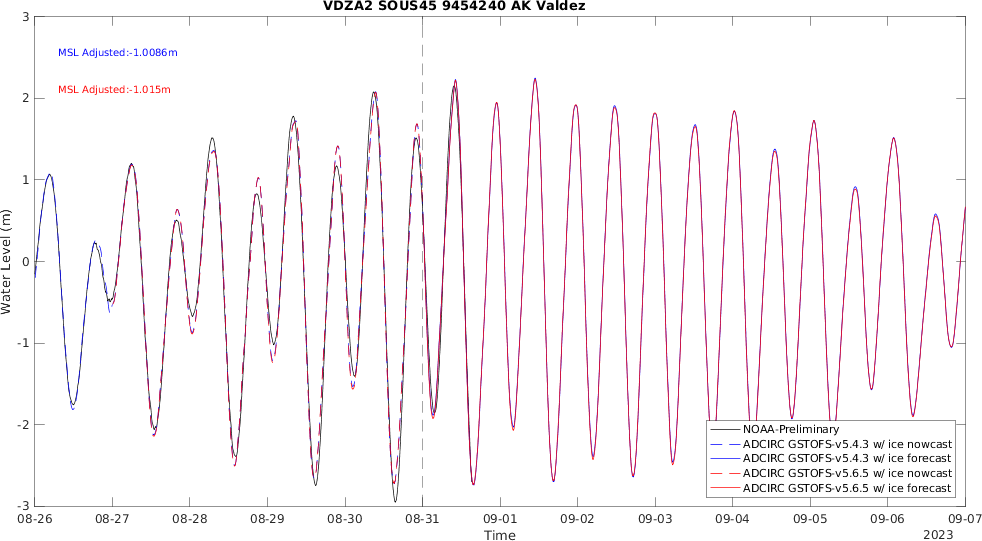 VDZA2 SOUS45 9454240 AK Valdez
MSL Adjusted:-1.0086m
MSL Adjusted:-1.015m
Water Level (m)
3
2
1
0
-1
-2
-3
NOAA-Preliminary
ADCIRC GSTOFS-v5.4.3 w/ ice nowcast
ADCIRC GSTOFS-v5.4.3 w/ ice forecast
ADCIRC GSTOFS-v5.6.5 w/ ice nowcast
ADCIRC GSTOFS-v5.6.5 w/ ice forecast
08-26 08-27 08-28 08-29 08-30 08-31 09-01 09-02 09-03 09-04 09-05 09-06 09-07
Time
2023